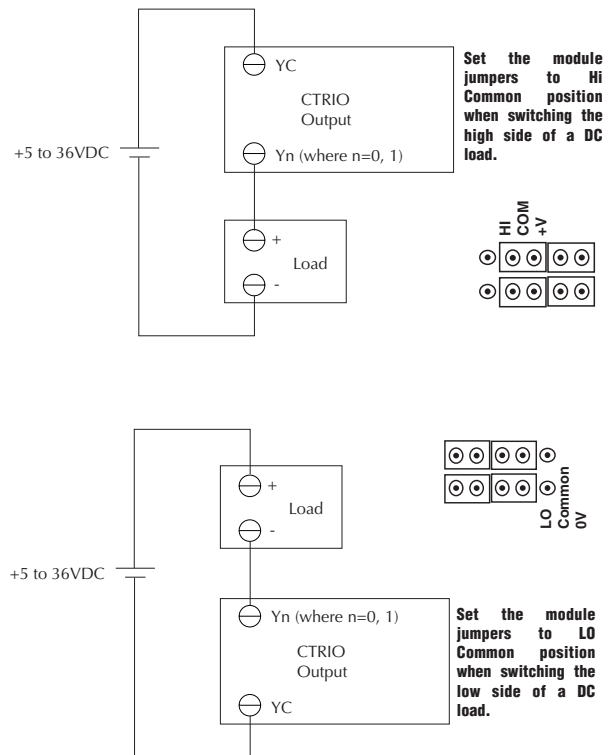 YC
CTRIO
Output
+5 to 36VDC
Yn (where n=0, 1)
+
Load
-
Set the module
jumpers to Hi
Common position
when switching the
high side of a DC
load.
HI
COM
+V
+
Load
-
+5 to 36VDC
Yn (where n=0, 1)
CTRIO
Output
YC
LO
Common
0V
Set the module
jumpers to LO
Common position
when switching the
low side of a DC
load.